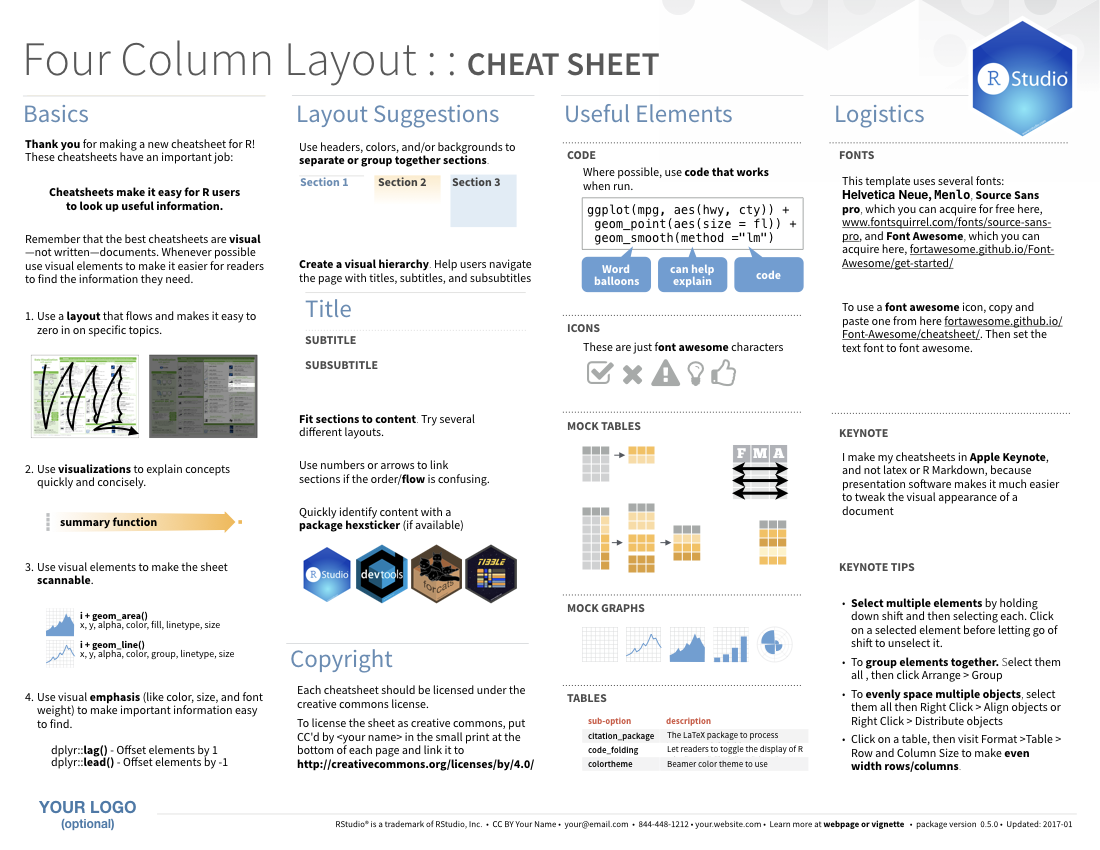 Four Column Layout : : CHEAT SHEET
R Studio®
Basics
Thank you for making a new cheatsheet for R!
These cheatsheets have an important job:
Cheatsheets make it easy for R users
to look up useful information.
Remember that the best cheatsheets are visual
—not written—documents. Whenever possible
use visual elements to make it easier for readers
to find the information they need.
1. Use a layout that flows and makes it easy to
zero in on specific topics.
2. Use visualizations to explain concepts
quickly and concisely.
summary function
3. Use visual elements to make the sheet
scannable.
i + geom_area()
x, y, alpha, color, fill, linetype, size
i + geom_line()
x, y, alpha, color, group, linetype, size
4. Use visual emphasis (like color, size, and font
weight) to make important information easy
to find.
dplyr::lag() - Offset elements by 1
dplyr::lead() - Offset elements by -1
Layout Suggestions
Use headers, colors, and/or backgrounds to
separate or group together sections.
Section 1 Section 2 Section 3
Create a visual hierarchy. Help users navigate
the page with titles, subtitles, and subsubtitles
Title
SUBTITLE
SUBSUBTITLE
Fit sections to content. Try several
different layouts.
Use numbers or arrows to link
sections if the order/flow is confusing.
Quickly identify content with a
package hexsticker (if available)
R Studio devtools forcats TIBBLE
Copyright
Each cheatsheet should be licensed under the
creative commons license.
To license the sheet as creative commons, put
CC'd by <your name> in the small print at the
bottom of each page and link it to
http://creativecommons.org/licenses/by/4.0/
Useful Elements
CODE
Where possible, use code that works
when run.
ggplot(mpg, aes(hwy, cty)) +
geom_point(aes(size = fl)) +
geom_smooth(method ="lm")
Word
balloons
can help
explain
code
ICONS
These are just font awesome characters
MOCK TABLES
F M A
MOCK GRAPHS
TABLES
sub-option description
citation_package The LaTeX package to process
code_folding Let readers to toggle the display of R
colortheme Beamer color theme to use
Logistics
FONTS
This template uses several fonts:
Helvetica Neue, Menlo, Source Sans
pro, which you can acquire for free here,
www.fontsquirrel.com/fonts/source-sans-
pro, and Font Awesome, which you can
acquire here, fortawesome.github.io/Font-
Awesome/get-started/
To use a font awesome icon, copy and
paste one from here fortawesome.github.io/
Font-Awesome/cheatsheet/. Then set the
text font to font awesome.
KEYNOTE
I make my cheatsheets in Apple Keynote,
and not latex or R Markdown, because
presentation software makes it much easier
to tweak the visual appearance of a
document
KEYNOTE TIPS
• Select multiple elements by holding
down shift and then selecting each. Click
on a selected element before letting go of
shift to unselect it.
• To group elements together. Select them
all , then click Arrange > Group
• To evenly space multiple objects, select
them all then Right Click > Align objects or
Right Click > Distribute objects
• Click on a table, then visit Format >Table >
Row and Column Size to make even
width rows/columns.
YOUR LOGO
(optional)
RStudio® is a trademark of RStudio, Inc. • CC BY Your Name • your@email.com • 844-448-1212 • your.website.com • Learn more at webpage or vignette • package version 0.5.0 • Updated: 2017-01